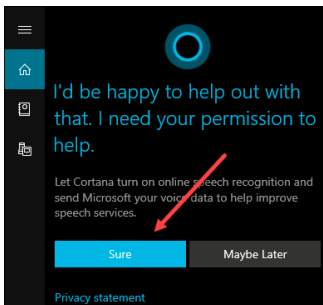 I'd be happy to help out with
that. I need your permission to
help.
Let Cortana turn on online speech recognition and
send Microsoft your voice data to help improve
speech services.
Sure
Maybe Later
Privacy statement